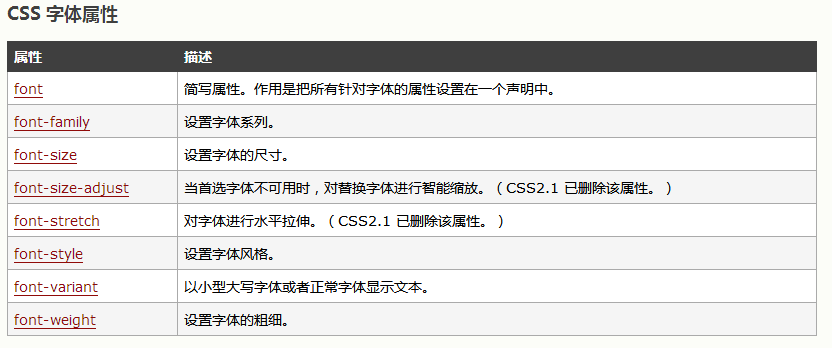 CSS 字体属性
属性 描述
font 简写属性。作用是把所有针对字体的属性设置在一个声明中。
font-family 设置字体系列。
font-size 设置字体的尺寸。
font-size-adjust 当首选字体不可用时，对替换字体进行智能缩放。（CSS2.1 已删除该属性。）
font-stretch 对字体进行水平拉伸。（CSS2.1 已删除该属性。）
font-style 设置字体风格。
font-variant 以小型大写字体或者正常字体显示文本。
font-weight 设置字体的粗细。